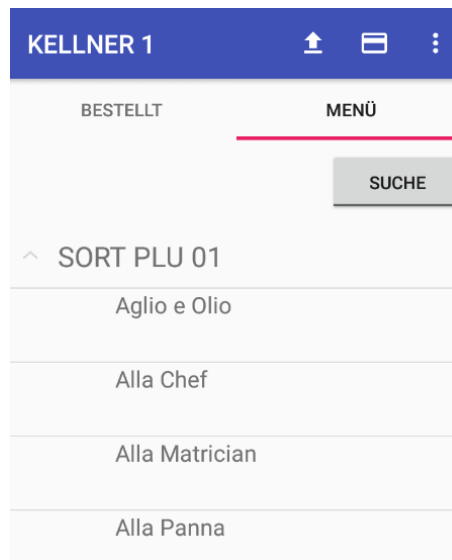 KELLNER 1
BESTELLT MENÜ
SUCHE
SORT PLU 01
Aglio e Olio
Alla Chef
Alla Matrician
Alla Panna